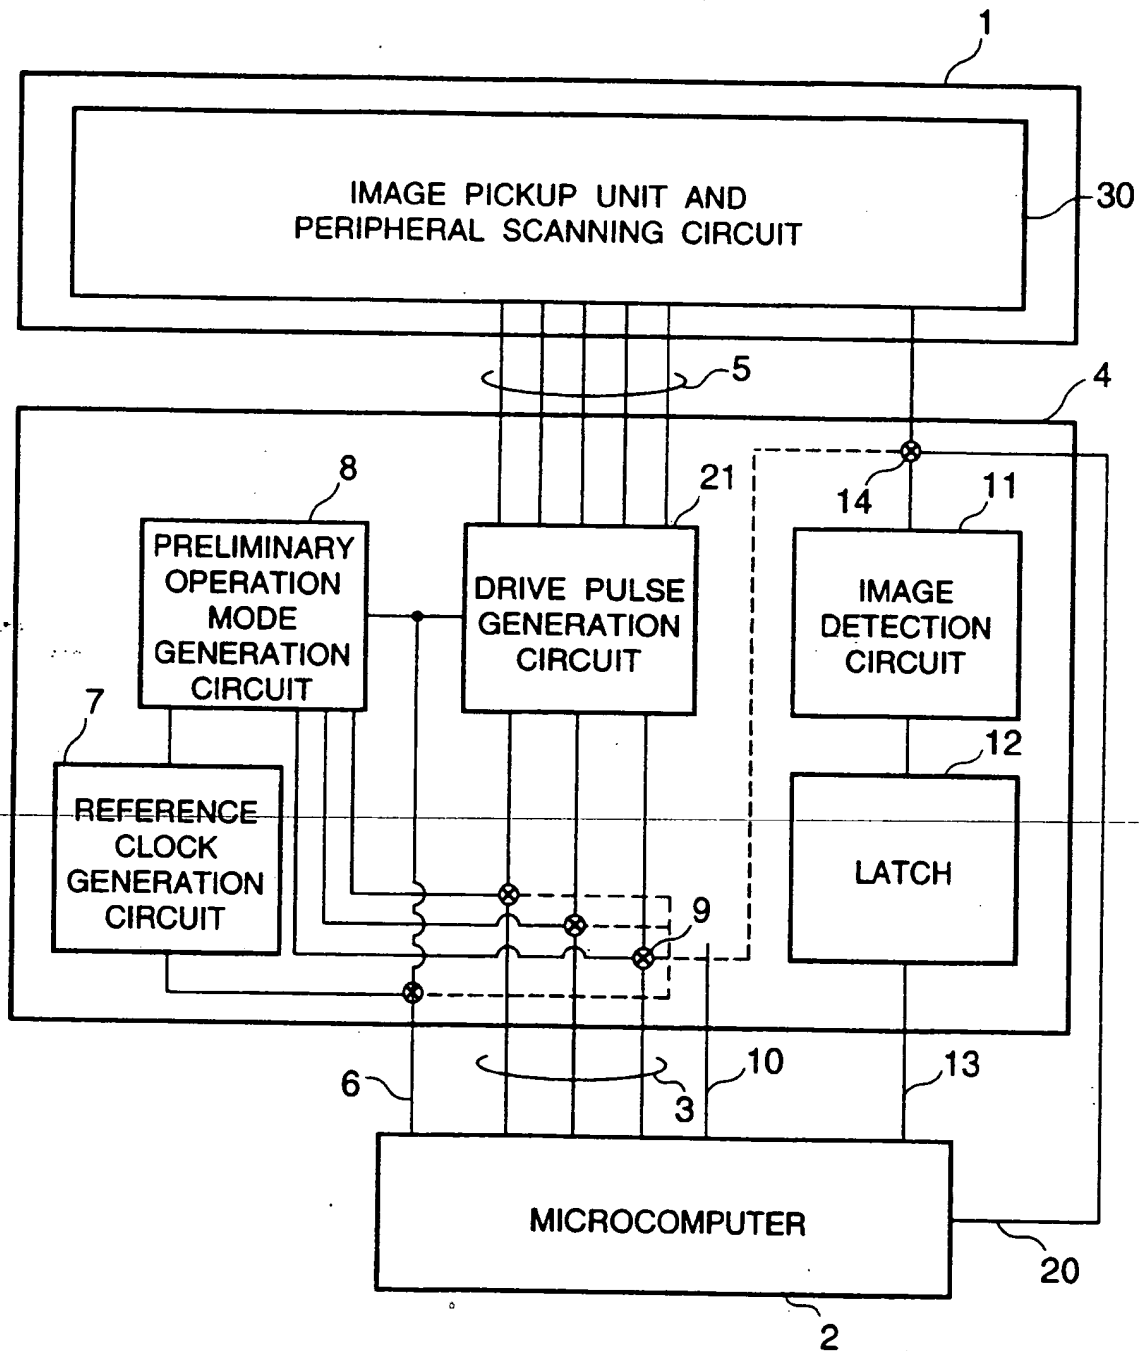 1
IMAGE PICKUP UNIT AND
PERIPHERAL SCANNING CIRCUIT
30
5
4
8
21
14
11
PRELIMINARY
OPERATION
MODE
GENERATION
CIRCUIT
DRIVE PULSE
GENERATION
CIRCUIT
IMAGE
DETECTION
CIRCUIT
7
12
REFERENCE
CLOCK
GENERATION
CIRCUIT
LATCH
9
6
3
10
13
MICROCOMPUTER
20
2